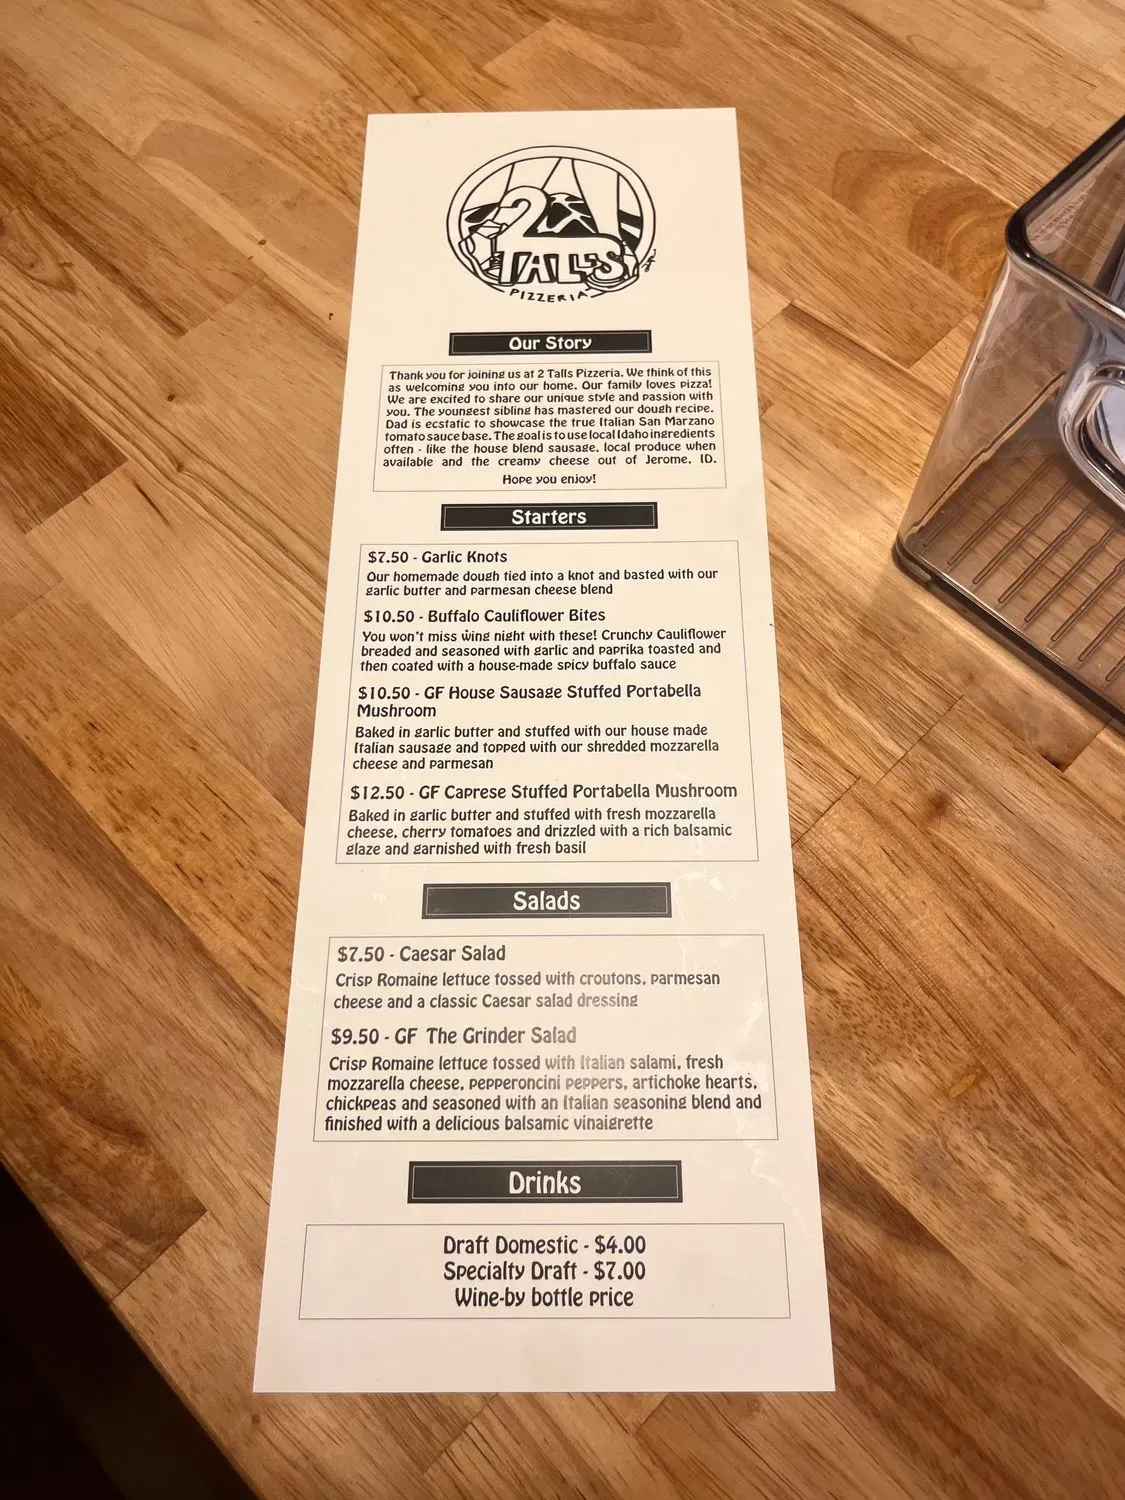 2 TALLS
PIZZERIA
Our Story
Thank you for joining us at 2 Talls Pizzeria. We think of this
as welcoming you into our home. Our family loves pizza!
We are excited to share our unique style and passion with
you. The youngest sibling has mastered our dough recipe.
Dad is ecstatic to showcase the true Italian San Marzano
tomato sauce base. The goal is to use local Idaho ingredients
often - like the house blend sausage, local produce when
available and the creamy cheese out of Jerome, ID.
Hope you enjoy!
Starters
$7.50 - Garlic Knots
Our homemade dough tied into a knot and basted with our
garlic butter and parmesan cheese blend
$10.50 - Buffalo Cauliflower Bites
You won't miss wing night with these! Crunchy Cauliflower
breaded and seasoned with garlic and paprika toasted and
then coated with a house-made spicy buffalo sauce
$10.50 - GF House Sausage Stuffed Portabella
Mushroom
Baked in garlic butter and stuffed with our house made
Italian sausage and topped with our shredded mozzarella
cheese and parmesan
$12.50 - GF Caprese Stuffed Portabella Mushroom
Baked in garlic butter and stuffed with fresh mozzarella
cheese, cherry tomatoes and drizzled with a rich balsamic
glaze and garnished with fresh basil
Salads
$7.50 - Caesar Salad
Crisp Romaine lettuce tossed with croutons, parmesan
cheese and a classic Caesar salad dressing
$9.50 - GF The Grinder Salad
Crisp Romaine lettuce tossed with Italian salami, fresh
mozzarella cheese, pepperoncini peppers, artichoke hearts,
chickpeas and seasoned with an Italian seasoning blend and
finished with a delicious balsamic vinaigrette
Drinks
Draft Domestic - $4.00
Specialty Draft - $7.00
Wine-by bottle price